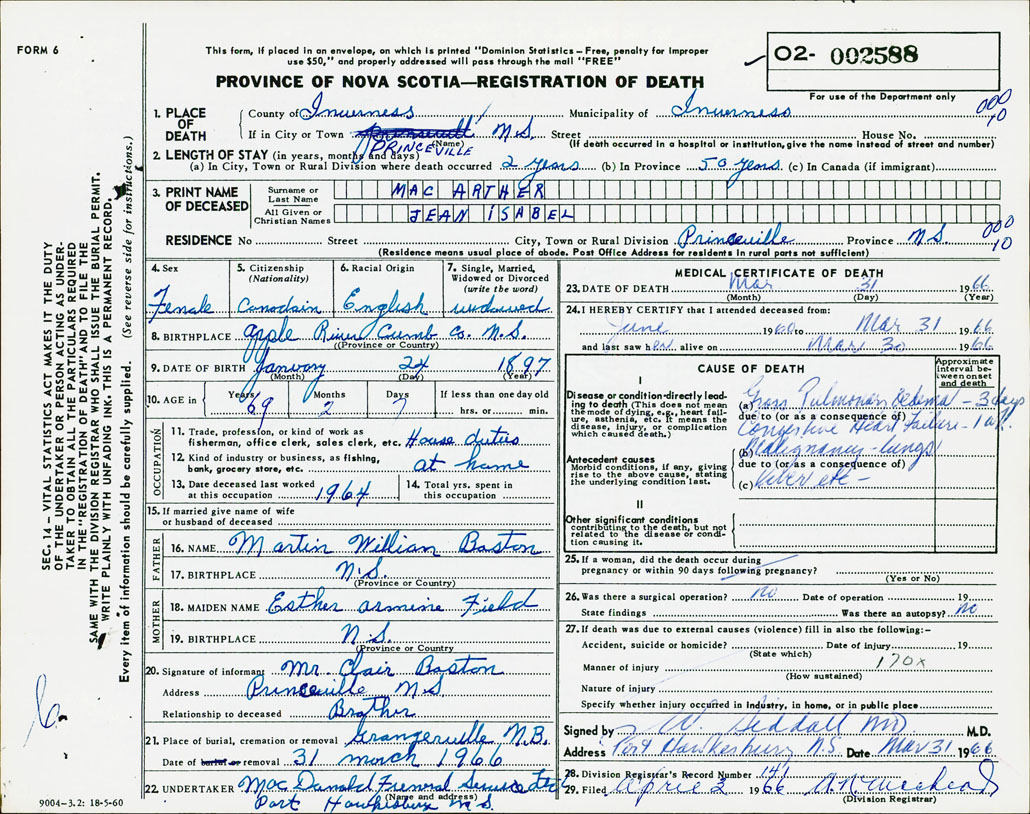 FORM 6
This form, if placed in an envelope, on which is printed "Dominion Statistics – Free, penalty for improper
use $50," and properly addressed will pass through the mail "FREE"
O2- 002588
PROVINCE OF NOVA SCOTIA—REGISTRATION OF DEATH
For use of the Department only
1. PLACE OF DEATH
County of Inverness Municipality of Inverness 000 10
If in City or Town N.S. Street House No.
(Name) (If death occurred in a hospital or institution, give the name instead of street and number)
PRINCEVILLE
2. LENGTH OF STAY (in years, months and days)
(a) In City, Town or Rural Division where death occurred 2 years (b) In Province 50 years. (c) In Canada (if immigrant)
3. PRINT NAME OF DECEASED
Surname or Last Name MAC ARTHER
All Given or Christian Names JEAN ISABEL
RESIDENCE No Street City, Town or Rural Division Princeville Province N.S. 000 10
(Residence means usual place of abode. Post Office Address for residents in rural parts not sufficient)
4. Sex 5. Citizenship (Nationality) 6. Racial Origin 7. Single, Married, Widowed or Divorced (write the word)
Female Canadain English widowed
8. BIRTHPLACE Apple River Cumb Co. N.S.
(Province or Country)
9. DATE OF BIRTH January 24 1897
(Month) (Day) (Year)
10. AGE in Years 69 Months 2 Days 7 If less than one day old
hrs. or min.
OCCUPATION
11. Trade, profession, or kind of work as
fisherman, office clerk, sales clerk, etc. House duties
12. Kind of industry or business, as fishing,
bank, grocery store, etc. at home
13. Date deceased last worked
at this occupation 1964
14. Total yrs. spent in
this occupation
15. If married give name of wife
or husband of deceased
FATHER
16. NAME Martin William Baston
17. BIRTHPLACE N.S.
(Province or Country)
MOTHER
18. MAIDEN NAME Esther armine Field
19. BIRTHPLACE N.S.
(Province or Country)
20. Signature of informant Mr. Clair Baston
Address Princeville N.S
Relationship to deceased Brother
21. Place of burial, cremation or removal Grangerville N.B.
Date of burial or removal 31 march 1966
22. UNDERTAKER Mac Donald Funeral Service Ltd
(Name and address)
Port Hawkesbury N.S.
MEDICAL CERTIFICATE OF DEATH
23. DATE OF DEATH Mar 31 1966
(Month) (Day) (Year)
24. I HEREBY CERTIFY that I attended deceased from:
June 1960 to Mar 31 1966
and last saw her alive on Mar 30 1966
CAUSE OF DEATH
Approximate interval between onset and death
I
Disease or condition directly leading to death (This does not mean
the mode of dying, e.g., heart failure, asthenia, etc. It means the
disease, injury, or complication
which caused death.)
(a) Gross Pulmonary Oedema – 3 days
due to (or as a consequence of)
Congestive Heart Failure -
(b) Malignancy - lungs
due to (or as a consequence of)
(c) liver etc -
Antecedent causes
Morbid conditions, if any, giving
rise to the above cause, stating
the underlying condition last.
II
Other significant conditions
contributing to the death, but not
related to the disease or condition causing it.
25. If a woman, did the death occur during
pregnancy or within 90 days following pregnancy?
(Yes or No)
26. Was there a surgical operation? no Date of operation 19
State findings Was there an autopsy? no
27. If death was due to external causes (violence) fill in also the following:–
Accident, suicide or homicide? Date of injury 19
(State which)
Manner of injury 170X
(How sustained)
Nature of injury
Specify whether injury occurred in industry, in home, or in public place
Signed by W Geddall MD M.D.
Address Port Hawkesbury N.S. Date Mar 31 1966
28. Division Registrar's Record Number 141
29. Filed April 2 1966
(Division Registrar)
SEC. 14 – VITAL STATISTICS ACT MAKES IT THE DUTY
OF THE UNDERTAKER OR PERSON ACTING AS UNDERTAKER TO OBTAIN ALL THE PARTICULARS REQUIRED
IN THE "REGISTRATION OF DEATH" AND TO FILE THE
SAME WITH THE DIVISION REGISTRAR WHO SHALL ISSUE THE BURIAL PERMIT.
WRITE PLAINLY WITH UNFADING INK. THIS IS A PERMANENT RECORD.
Every item of information should be carefully supplied. (See reverse side for instructions.)
9004-3.2: 18-5-60